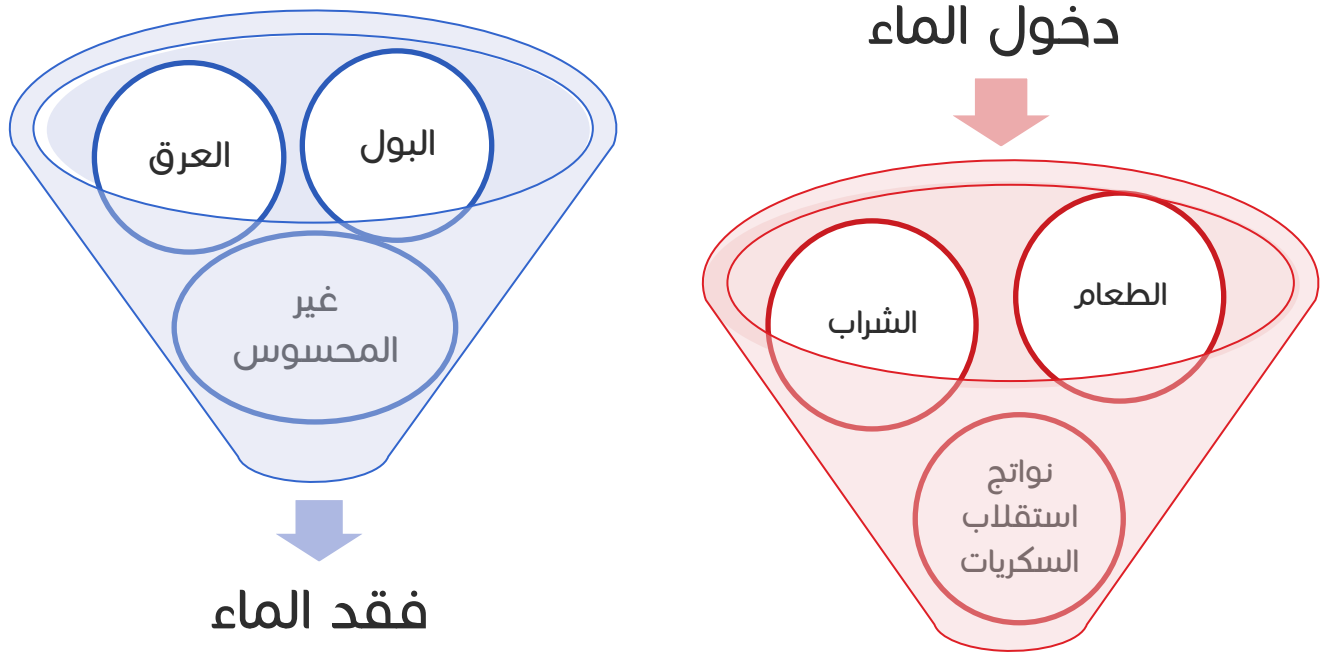 دخول الماء
الطعام
الشراب
نواتج
استقلاب
السكريات
البول
العرق
غير
المحسوس
فقد الماء